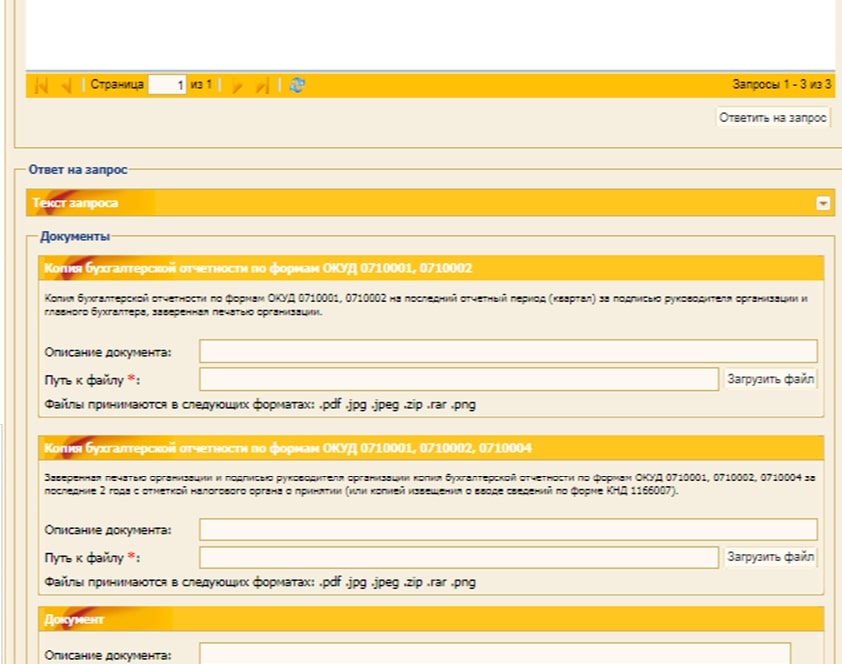 Страница 1 из 1 Запросы 1 - 3 из 3
Ответить на запрос
Ответ на запрос
Текст запроса
Документы
Копия бухгалтерской отчетности по формам ОКУД 0710001, 0710002
Копия бухгалтерской отчетности по формам ОКУД 0710001, 0710002 на последний отчетный период (квартал) за подписью руководителя организации и
главного бухгалтера, заверенная печатью организации.
Описание документа:
Путь к файлу *: Загрузить файл
Файлы принимаются в следующих форматах: .pdf .jpg .jpeg .zip .rar .png
Копия бухгалтерской отчетности по формам ОКУД 0710001, 0710002, 0710004
Заверенная печатью организации и подписью руководителя организации копия бухгалтерской отчетности по формам ОКУД 0710001, 0710002, 0710004 за
последние 2 года с отметкой налогового органа о принятии (или копией извещения о вводе сведений по форме КНД 1166007).
Описание документа:
Путь к файлу *: Загрузить файл
Файлы принимаются в следующих форматах: .pdf .jpg .jpeg .zip .rar .png
Документ
Описание документа: